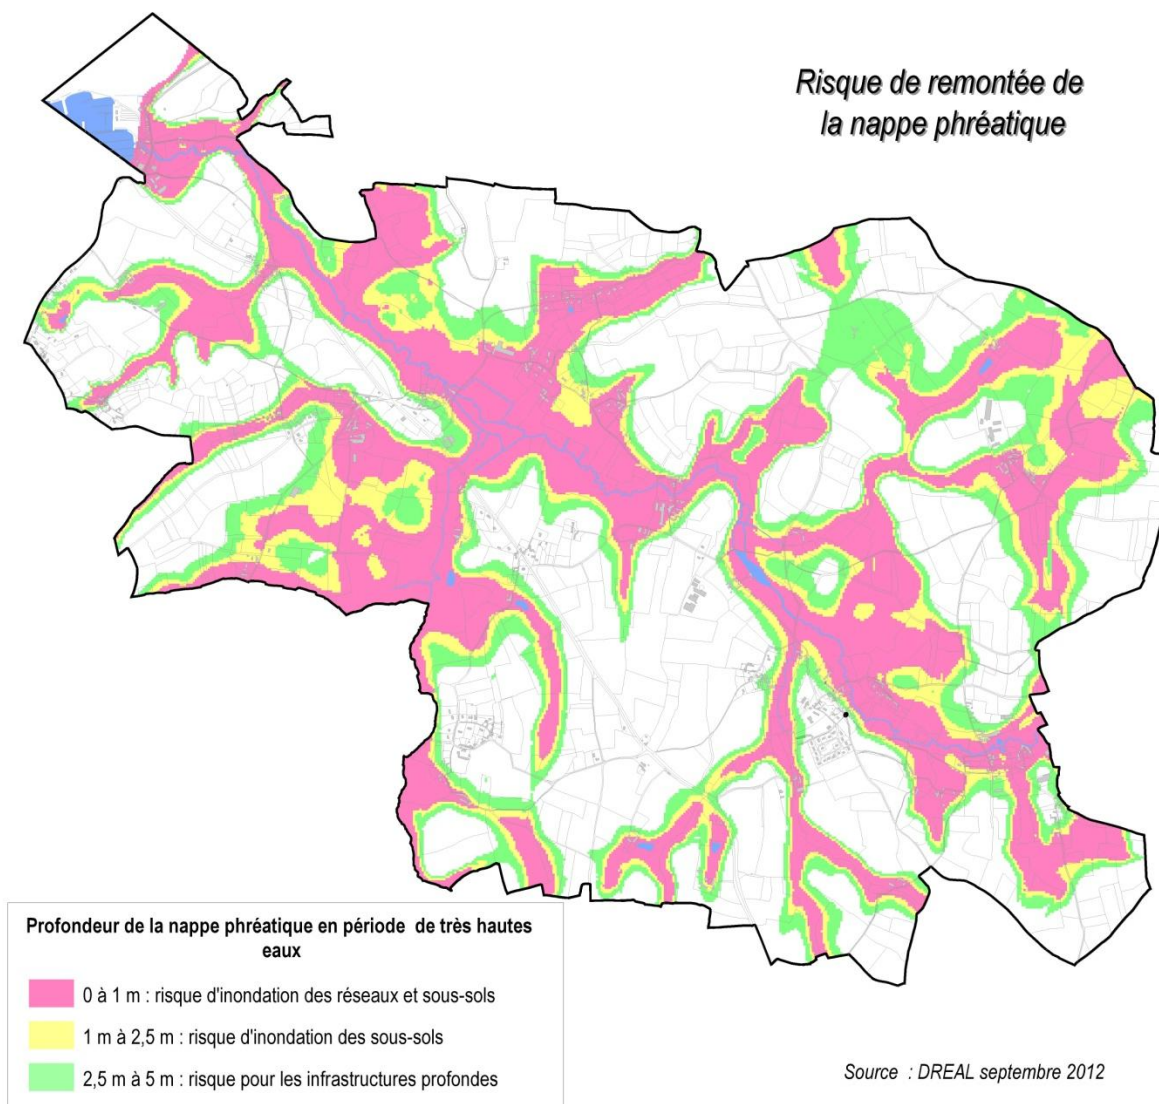 Risque de remontée de
la nappe phréatique
Profondeur de la nappe phréatique en période de très hautes
eaux
0 à 1 m : risque d'inondation des réseaux et sous-sols
1 m à 2,5 m : risque d'inondation des sous-sols
2,5 m à 5 m : risque pour les infrastructures profondes
Source : DREAL septembre 2012